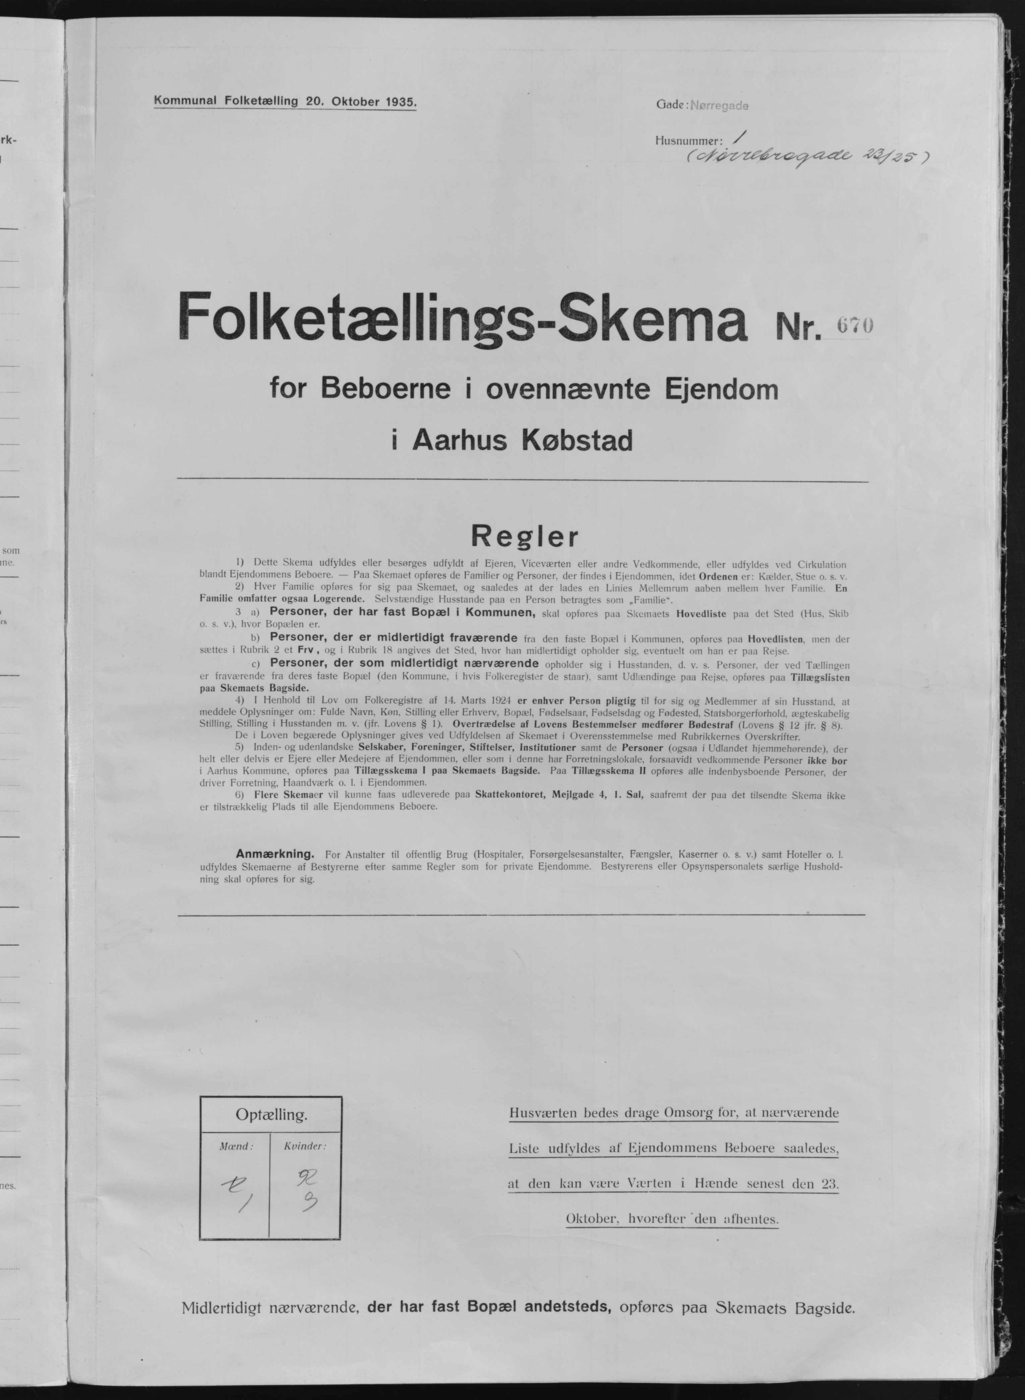 Kommunal Folketælling 20. Oktober 1935.
Gade: Nørregade
Husnummer: 1
(Nørrebrogade 23/25)
Folketællings-Skema Nr. 670
for Beboerne i ovennævnte Ejendom
i Aarhus Købstad
Regler
1) Dette Skema udfyldes eller besørges udfyldt af Ejeren, Viceværten eller andre Vedkommende, eller udfyldes ved Cirkulation
blandt Ejendommens Beboere. — Paa Skemaet opføres de Familier og Personer, der findes i Ejendommen, idet Ordenen er: Kælder, Stue o. s. v.
2) Hver Familie opføres for sig paa Skemaet, og saaledes at der lades en Linies Mellemrum aaben mellem hver Familie. En
Familie omfatter ogsaa Logerende. Selvstændige Husstande paa en Person betragtes som „Familie“.
3 a) Personer, der har fast Bopæl i Kommunen, skal opføres paa Skemaets Hovedliste paa det Sted (Hus, Skib
o. s. v.), hvor Bopælen er.
b) Personer, der er midlertidigt fraværende fra den faste Bopæl i Kommunen, opføres paa Hovedlisten, men der
sættes i Rubrik 2 et Frv., og i Rubrik 18 angives det Sted, hvor han midlertidigt opholder sig, eventuelt om han er paa Rejse.
c) Personer, der som midlertidigt nærværende opholder sig i Husstanden, d. v. s. Personer, der ved Tællingen
er fraværende fra deres faste Bopæl (den Kommune, i hvis Folkeregister de staar), samt Udlændinge paa Rejse, opføres paa Tillægslisten
paa Skemaets Bagside.
4) I Henhold til Lov om Folkeregistre af 14. Marts 1924 er enhver Person pligtig til for sig og Medlemmer af sin Husstand, at
meddele Oplysninger om: Fulde Navn, Køn, Stilling eller Erhverv, Bopæl, Fødselsaar, Fødselsdag og Fødested, Statsborgerforhold, ægteskabelig
Stilling, Stilling i Husstanden m. v. (jfr. Lovens § 1). Overtrædelse af Lovens Bestemmelser medfører Bødestraf (Lovens § 12 jfr. § 8).
De i Loven begærede Oplysninger gives ved Udfyldelsen af Skemaet i Overensstemmelse med Rubrikkernes Overskrifter.
5) Inden- og udenlandske Selskaber, Foreninger, Stiftelser, Institutioner samt de Personer (ogsaa i Udlandet hjemmehørende), der
helt eller delvis er Ejere eller Medejere af Ejendommen, eller som i denne har Forretningslokale, forsaavidt vedkommende Personer ikke bor
i Aarhus Kommune, opføres paa Tillægsskema I paa Skemaets Bagside. Paa Tillægsskema II opføres alle indenbysboende Personer, der
driver Forretning, Haandværk o. l. i Ejendommen.
6) Flere Skemaer vil kunne faas udleverede paa Skattekontoret, Mejlgade 4, 1. Sal, saafremt der paa det tilsendte Skema ikke
er tilstrækkelig Plads til alle Ejendommens Beboere.
Anmærkning. For Anstalter til offentlig Brug (Hospitaler, Forsørgelsesanstalter, Fængsler, Kaserner o. s. v.) samt Hoteller o. l.
udfyldes Skemaerne af Bestyrerne efter samme Regler som for private Ejendomme. Bestyrerens eller Opsynspersonalets særlige Hushold-
ning skal opføres for sig.
Optælling.
Mænd: Kvinder:
1 3
Husværten bedes drage Omsorg for, at nærværende
Liste udfyldes af Ejendommens Beboere saaledes,
at den kan være Værten i Hænde senest den 23.
Oktober, hvorefter den afhentes.
Midlertidigt nærværende, der har fast Bopæl andetsteds, opføres paa Skemaets Bagside.